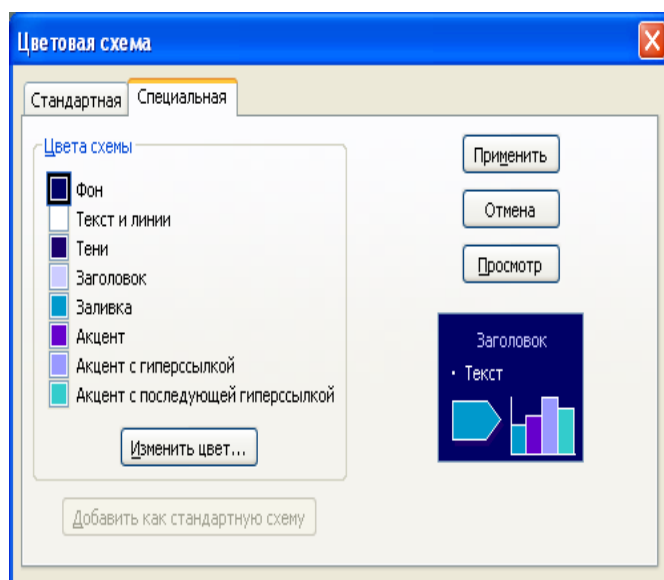 Цветовая схема
Стандартная
Специальная
Цвета схемы
Фон
Текст и линии
Тени
Заголовок
Заливка
Акцент
Акцент с гиперссылкой
Акцент с последующей гиперссылкой
Изменить цвет...
Добавить как стандартную схему
Применить
Отмена
Просмотр
Заголовок
• Текст